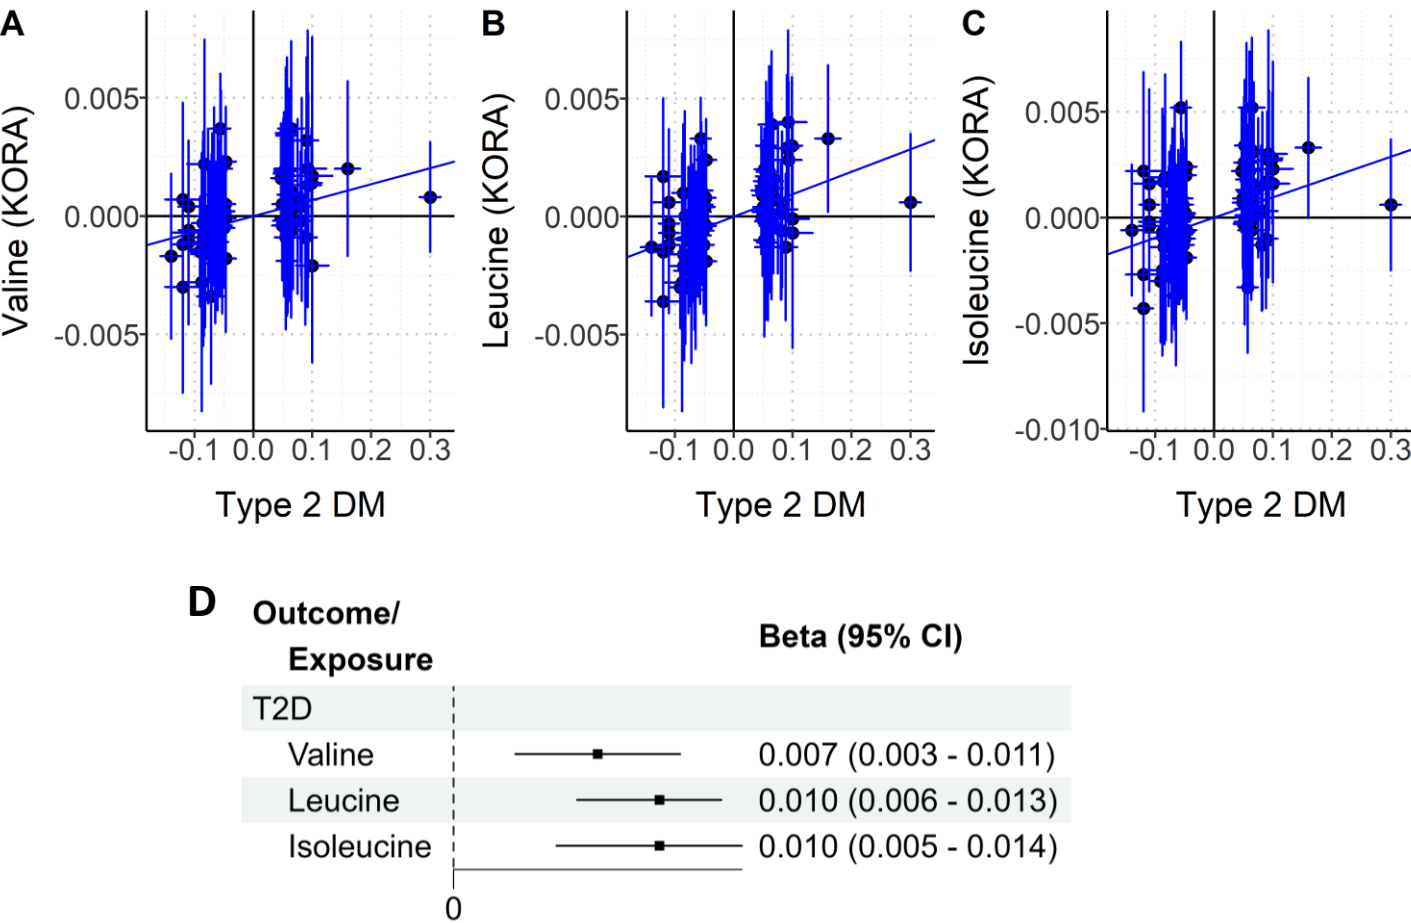 A
Valine (KORA)
0.005
0.000
-0.005
-0.1 0.0 0.1 0.2 0.3
Type 2 DM
B
Leucine (KORA)
0.005
0.000
-0.005
-0.1 0.0 0.1 0.2 0.3
Type 2 DM
C
Isoleucine (KORA)
0.005
0.000
-0.005
-0.010
-0.1 0.0 0.1 0.2 0.3
Type 2 DM
D
Outcome/
Exposure
Beta (95% CI)
T2D
Valine 0.007 (0.003 - 0.011)
Leucine 0.010 (0.006 - 0.013)
Isoleucine 0.010 (0.005 - 0.014)
0